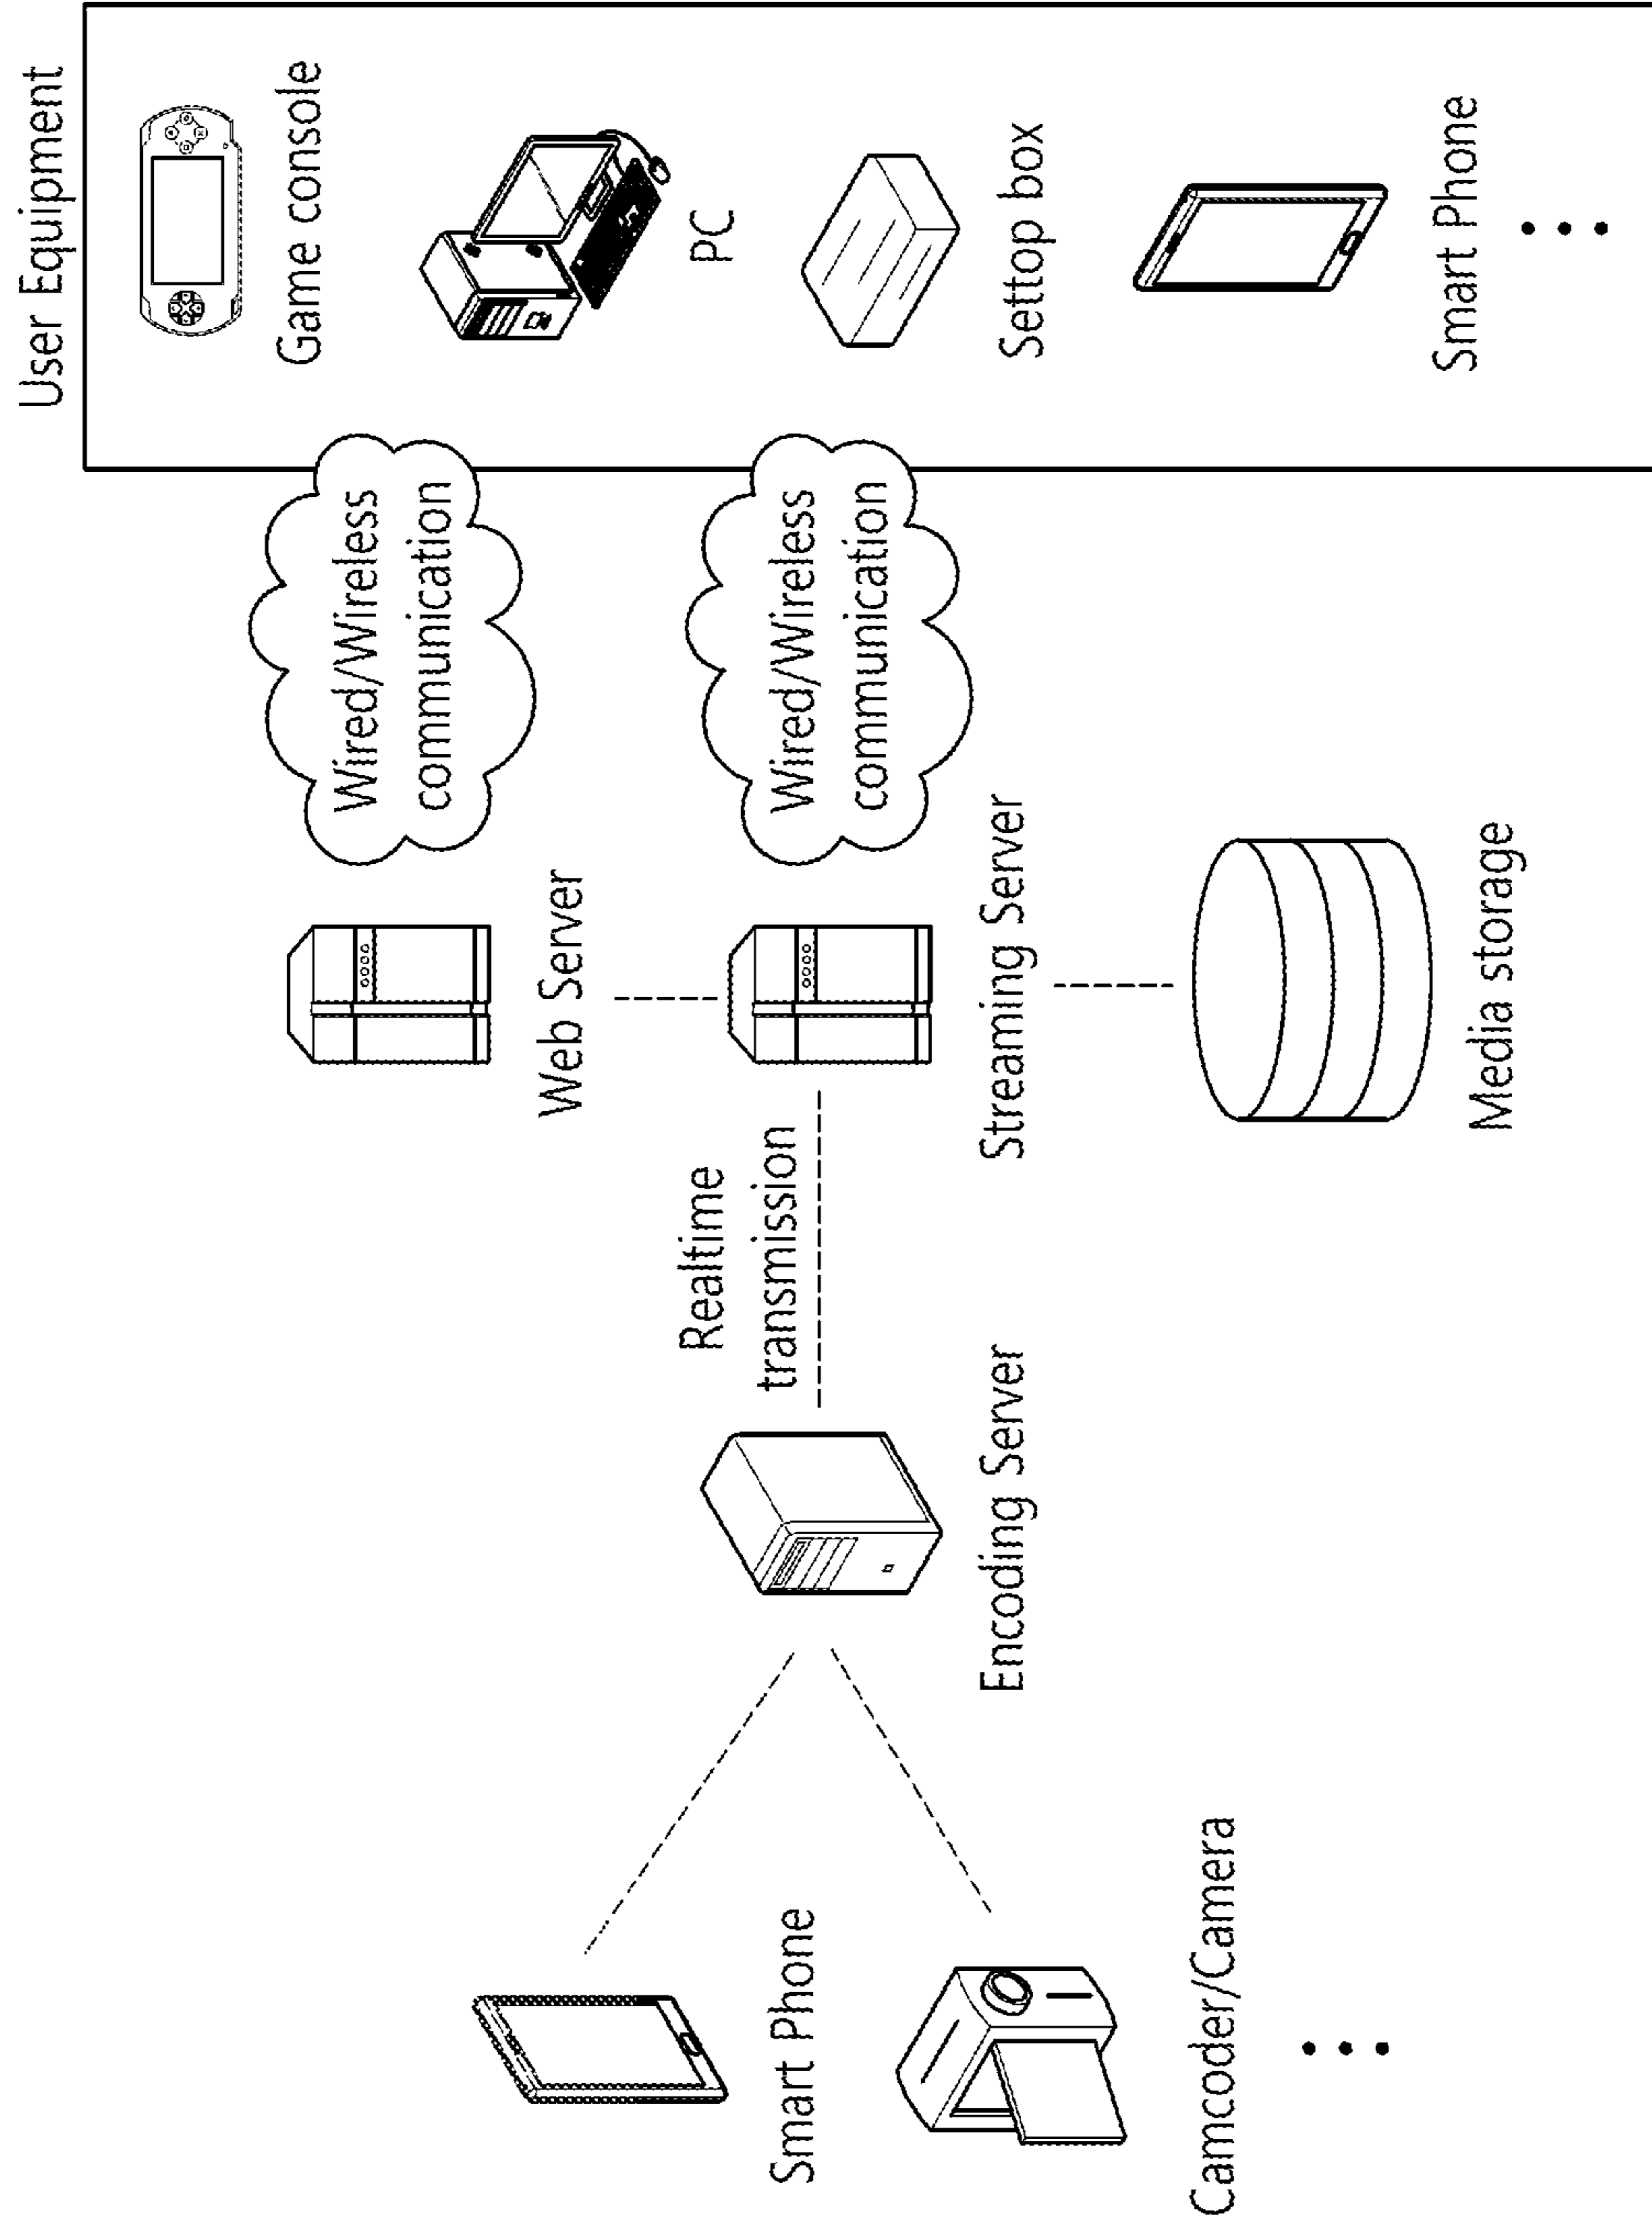 User Equipment
Game console
PC
Settop box
Smart Phone
Wired/Wireless
communication
Wired/Wireless
communication
Web Server
Streaming Server
Media storage
Realtime
transmission
Encoding Server
Smart Phone
Camcoder/Camera